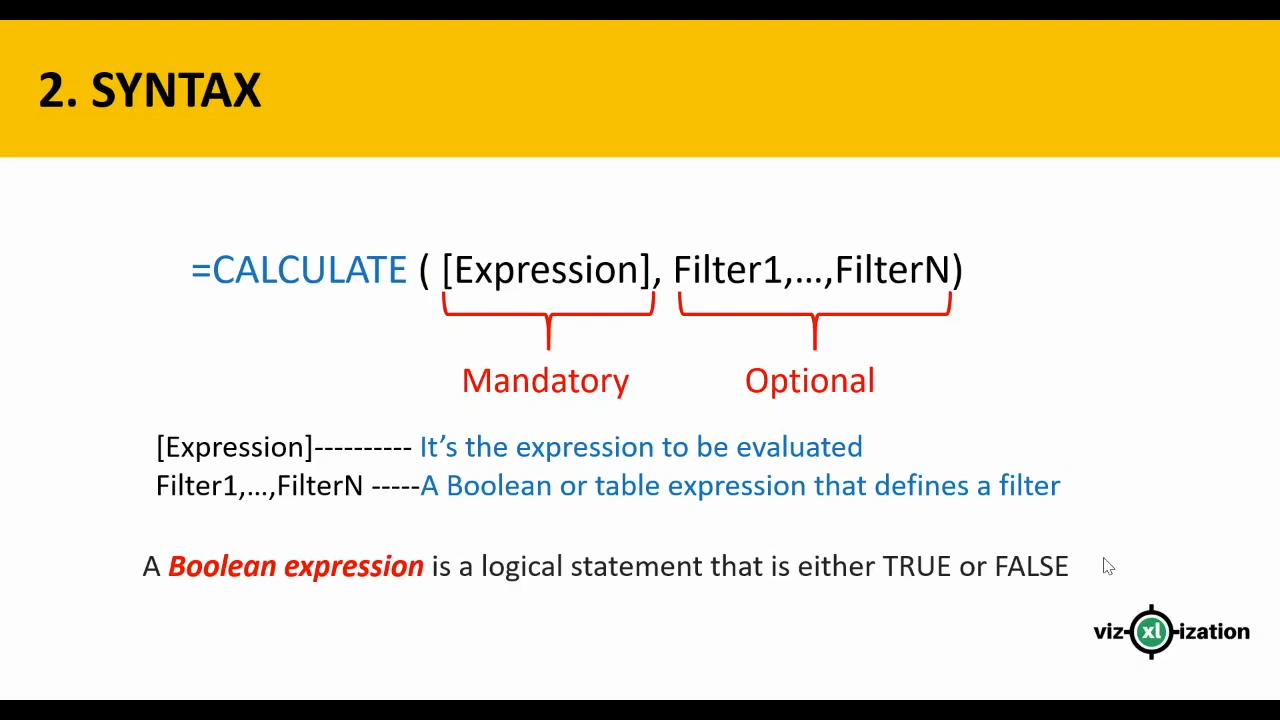 2. SYNTAX
=CALCULATE ( [Expression], Filter1,...,FilterN)
Mandatory Optional
[Expression]---------- It’s the expression to be evaluated
Filter1,...,FilterN -----A Boolean or table expression that defines a filter
A Boolean expression is a logical statement that is either TRUE or FALSE
viz xl ization